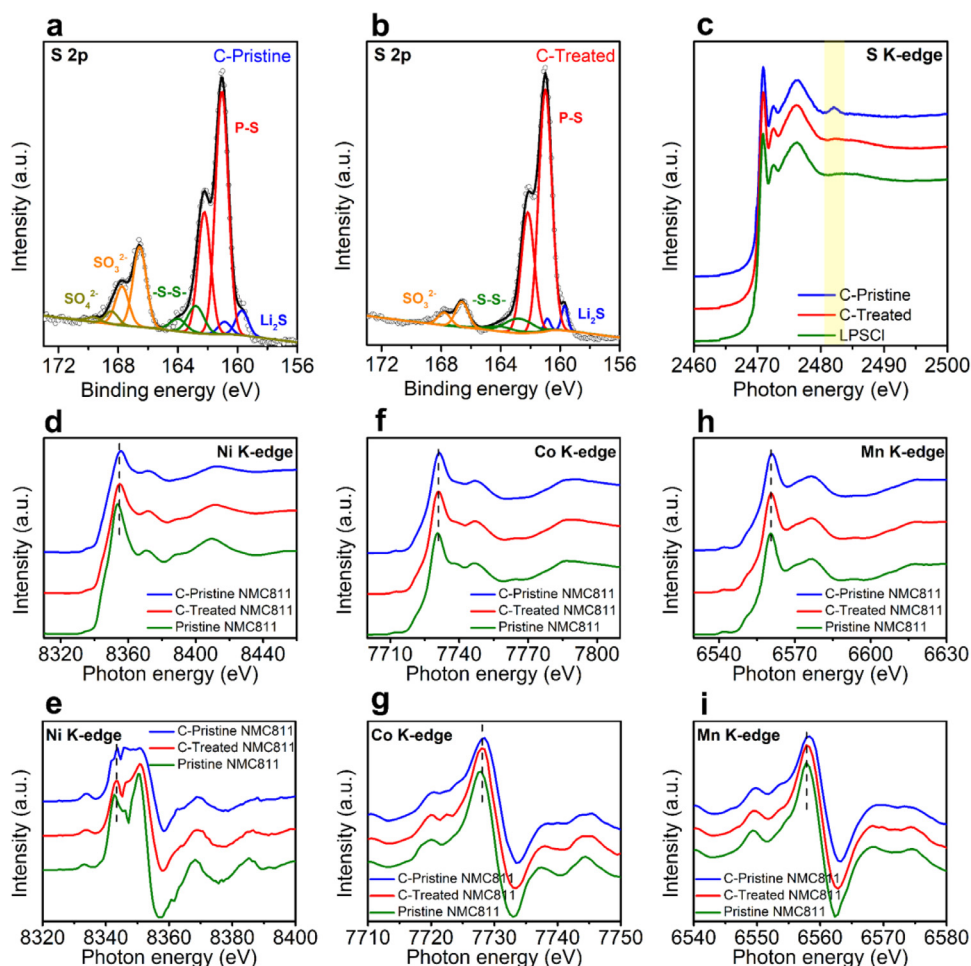 a
S 2p
C-Pristine
P-S
SO₃²⁻
SO₄²⁻
-S-S-
Li₂S
172 168 164 160 156
Binding energy (eV)
Intensity (a.u.)
b
S 2p
C-Treated
P-S
SO₃²⁻
-S-S-
Li₂S
172 168 164 160 156
Binding energy (eV)
Intensity (a.u.)
c
S K-edge
C-Pristine
C-Treated
LPSCl
2460 2470 2480 2490 2500
Photon energy (eV)
Intensity (a.u.)
d
Ni K-edge
C-Pristine NMC811
C-Treated NMC811
Pristine NMC811
8320 8360 8400 8440
Photon energy (eV)
Intensity (a.u.)
f
Co K-edge
C-Pristine NMC811
C-Treated NMC811
Pristine NMC811
7710 7740 7770 7800
Photon energy (eV)
Intensity (a.u.)
h
Mn K-edge
C-Pristine NMC811
C-Treated NMC811
Pristine NMC811
6540 6570 6600 6630
Photon energy (eV)
Intensity (a.u.)
e
Ni K-edge
C-Pristine NMC811
C-Treated NMC811
Pristine NMC811
8320 8340 8360 8380 8400
Photon energy (eV)
Intensity (a.u.)
g
Co K-edge
C-Pristine NMC811
C-Treated NMC811
Pristine NMC811
7710 7720 7730 7740 7750
Photon energy (eV)
Intensity (a.u.)
i
Mn K-edge
C-Pristine NMC811
C-Treated NMC811
Pristine NMC811
6540 6550 6560 6570 6580
Photon energy (eV)
Intensity (a.u.)